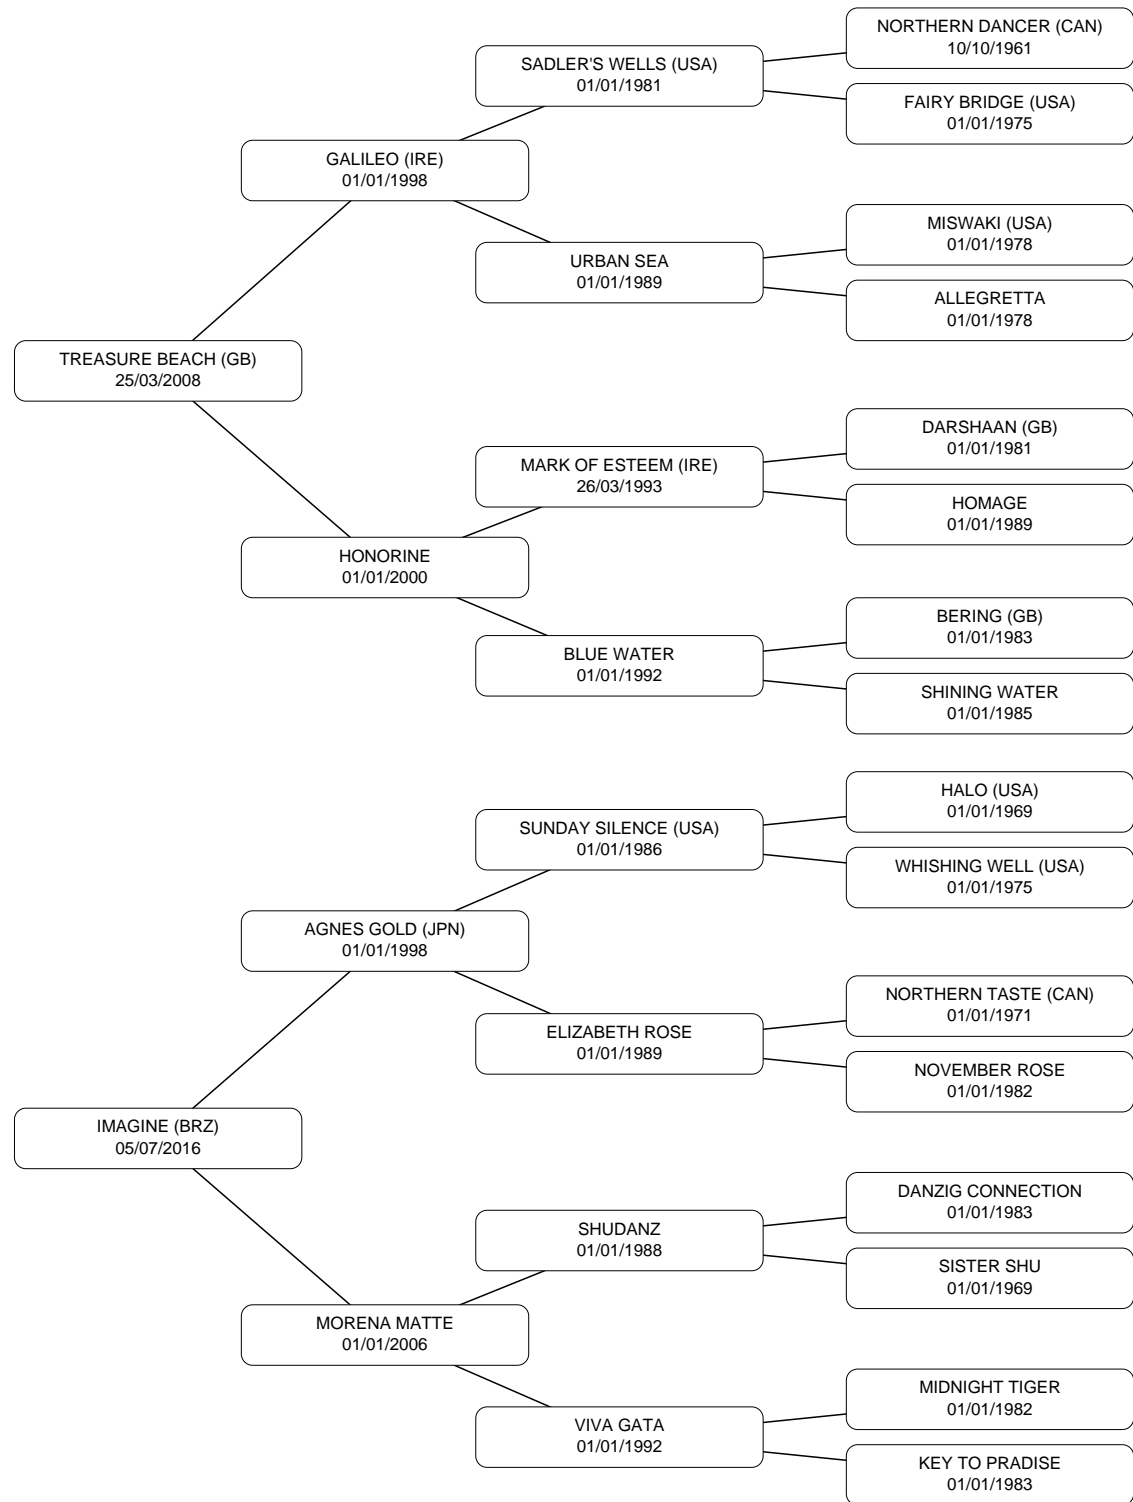 NORTHERN DANCER (CAN)
10/10/1961
SADLER'S WELLS (USA)
01/01/1981
FAIRY BRIDGE (USA)
01/01/1975
GALILEO (IRE)
01/01/1998
MISWAKI (USA)
01/01/1978
URBAN SEA
01/01/1989
ALLEGRETTA
01/01/1978
TREASURE BEACH (GB)
25/03/2008
DARSHAAN (GB)
01/01/1981
MARK OF ESTEEM (IRE)
26/03/1993
HOMAGE
01/01/1989
HONORINE
01/01/2000
BERING (GB)
01/01/1983
BLUE WATER
01/01/1992
SHINING WATER
01/01/1985
HALO (USA)
01/01/1969
SUNDAY SILENCE (USA)
01/01/1986
WHISHING WELL (USA)
01/01/1975
AGNES GOLD (JPN)
01/01/1998
NORTHERN TASTE (CAN)
01/01/1971
ELIZABETH ROSE
01/01/1989
NOVEMBER ROSE
01/01/1982
IMAGINE (BRZ)
05/07/2016
DANZIG CONNECTION
01/01/1983
SHUDANZ
01/01/1988
SISTER SHU
01/01/1969
MORENA MATTE
01/01/2006
MIDNIGHT TIGER
01/01/1982
VIVA GATA
01/01/1992
KEY TO PRADISE
01/01/1983